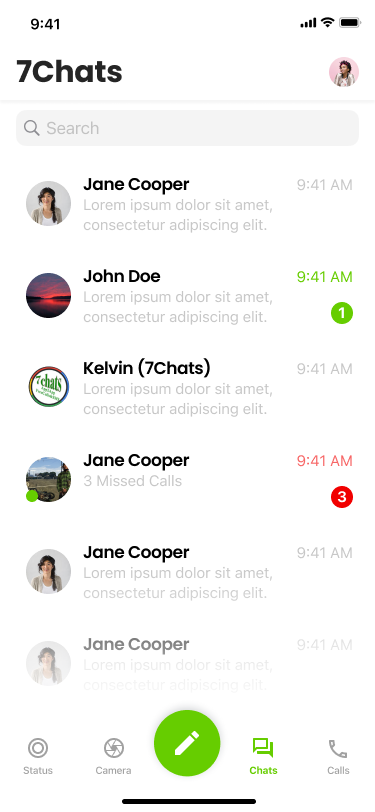 9:41
7Chats
Search
Jane Cooper 9:41 AM
Lorem ipsum dolor sit amet,
consectetur adipiscing elit.
John Doe 9:41 AM
Lorem ipsum dolor sit amet,
consectetur adipiscing elit. 1
Kelvin (7Chats) 9:41 AM
7 chats
Lorem ipsum dolor sit amet,
consectetur adipiscing elit.
Jane Cooper 9:41 AM
3 Missed Calls
3
Jane Cooper 9:41 AM
Lorem ipsum dolor sit amet,
consectetur adipiscing elit.
Jane Cooper 9:41 AM
Lorem ipsum dolor sit amet,
consectetur adipiscing elit.
Status Camera Chats Calls